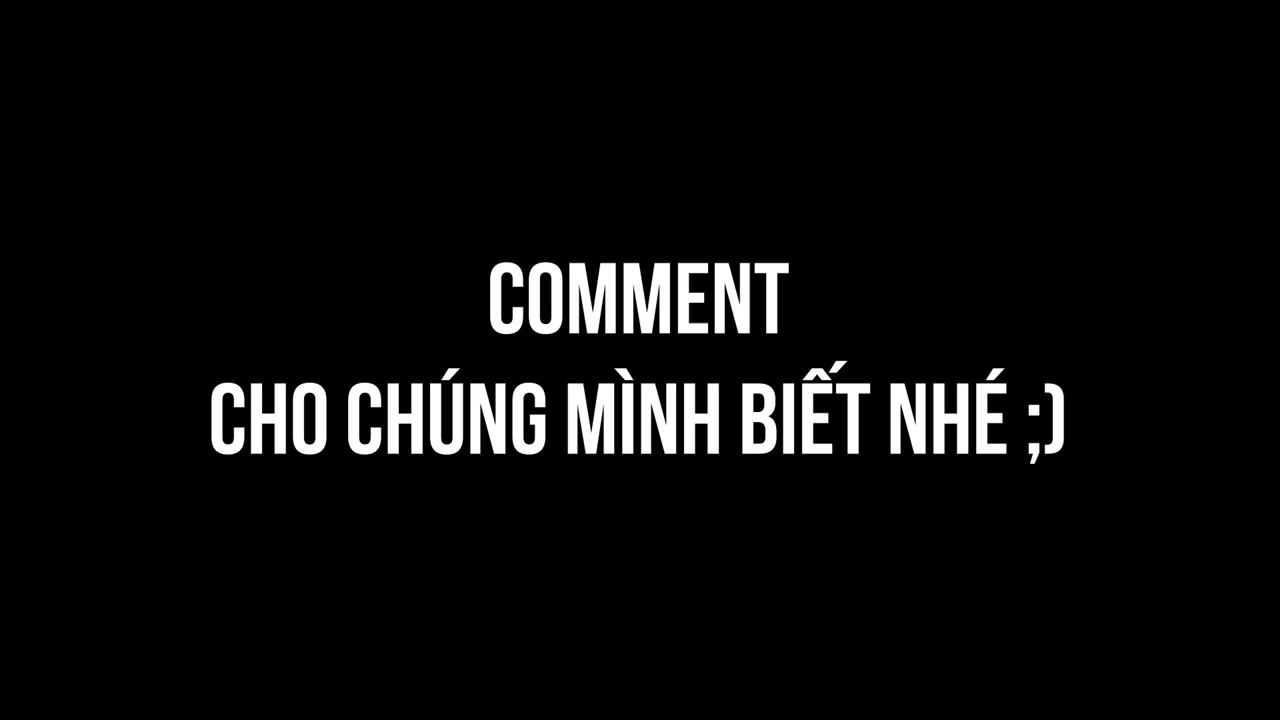 COMMENT
CHO CHÚNG MÌNH BIẾT NHÉ ;)